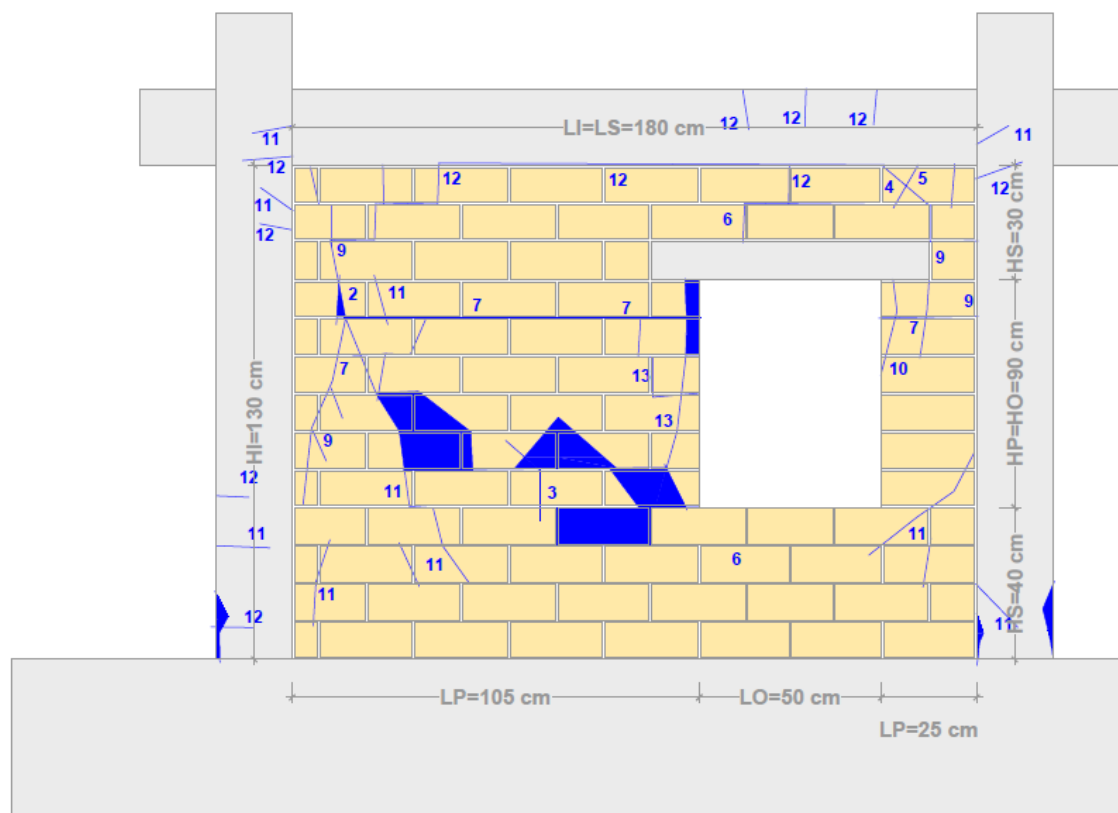 12 12 12
11 LI=LS=180 cm 11
12 12
12 12 12 4 5
11 6
12
9 9
HS=30 cm
2 11 7 7 9
7
7 13 10
HI=130 cm
HP=HO=90 cm
13
9
12 11 3
11 11
11 6
11
12 11
HS=40 cm
LP=105 cm LO=50 cm
LP=25 cm